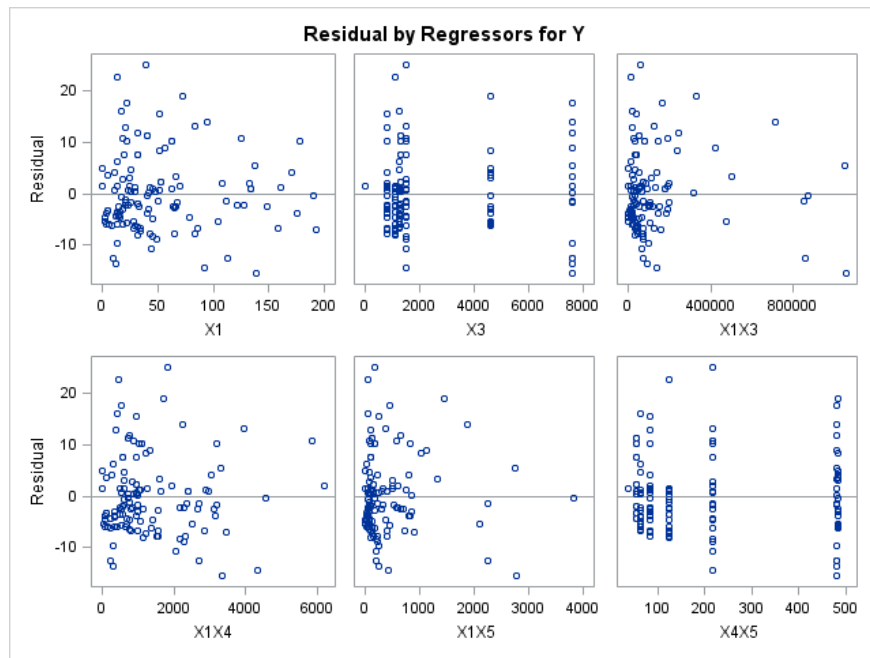 Residual by Regressors for Y
Residual
20
10
0
-10
0 50 100 150 200
X1
0 2000 4000 6000 8000
X3
0 400000 800000
X1X3
Residual
20
10
0
-10
0 2000 4000 6000
X1X4
0 1000 2000 3000 4000
X1X5
100 200 300 400 500
X4X5